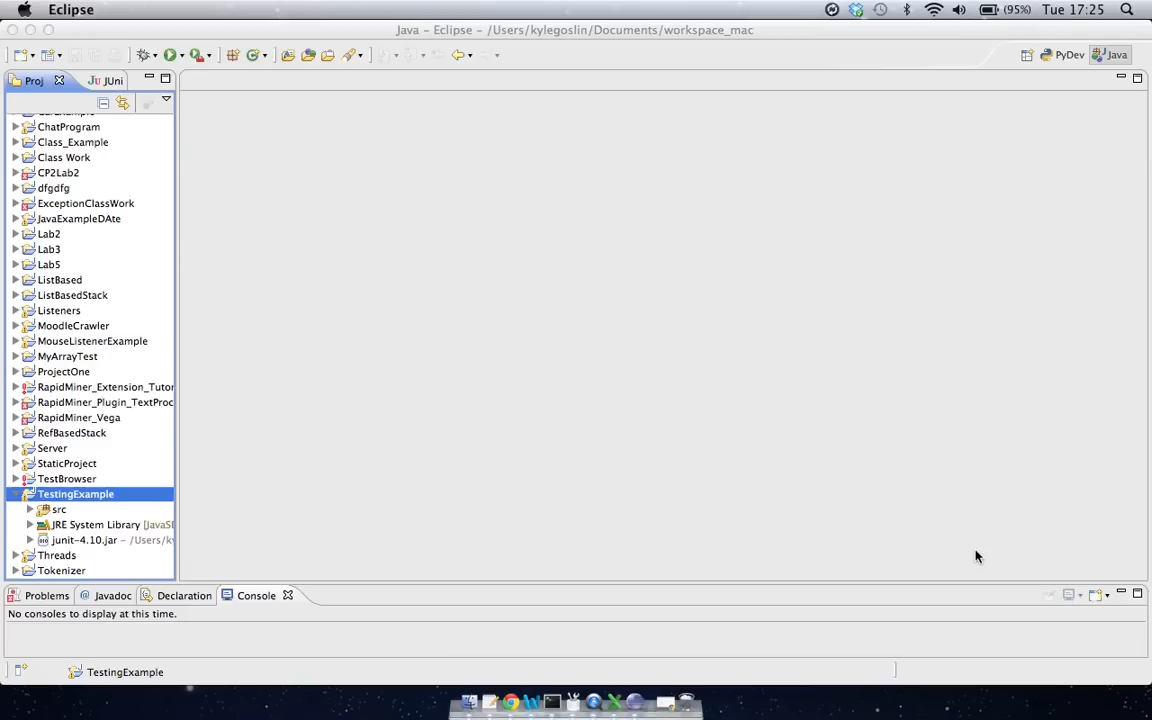 Eclipse
(95%) Tue 17:25
Java – Eclipse – /Users/kylegoslin/Documents/workspace_mac
PyDev
Java
Proj
JUni
ChatProgram
Class_Example
Class Work
CP2Lab2
dfgdfg
ExceptionClassWork
JavaExampleDAte
Lab2
Lab3
Lab5
ListBased
ListBasedStack
Listeners
MoodleCrawler
MouseListenerExample
MyArrayTest
ProjectOne
RapidMiner_Extension_Tutor
RapidMiner_Plugin_TextProc
RapidMiner_Vega
RefBasedStack
Server
StaticProject
TestBrowser
TestingExample
src
JRE System Library [JavaSE
junit-4.10.jar – /Users/k
Threads
Tokenizer
Problems
@ Javadoc
Declaration
Console
No consoles to display at this time.
TestingExample